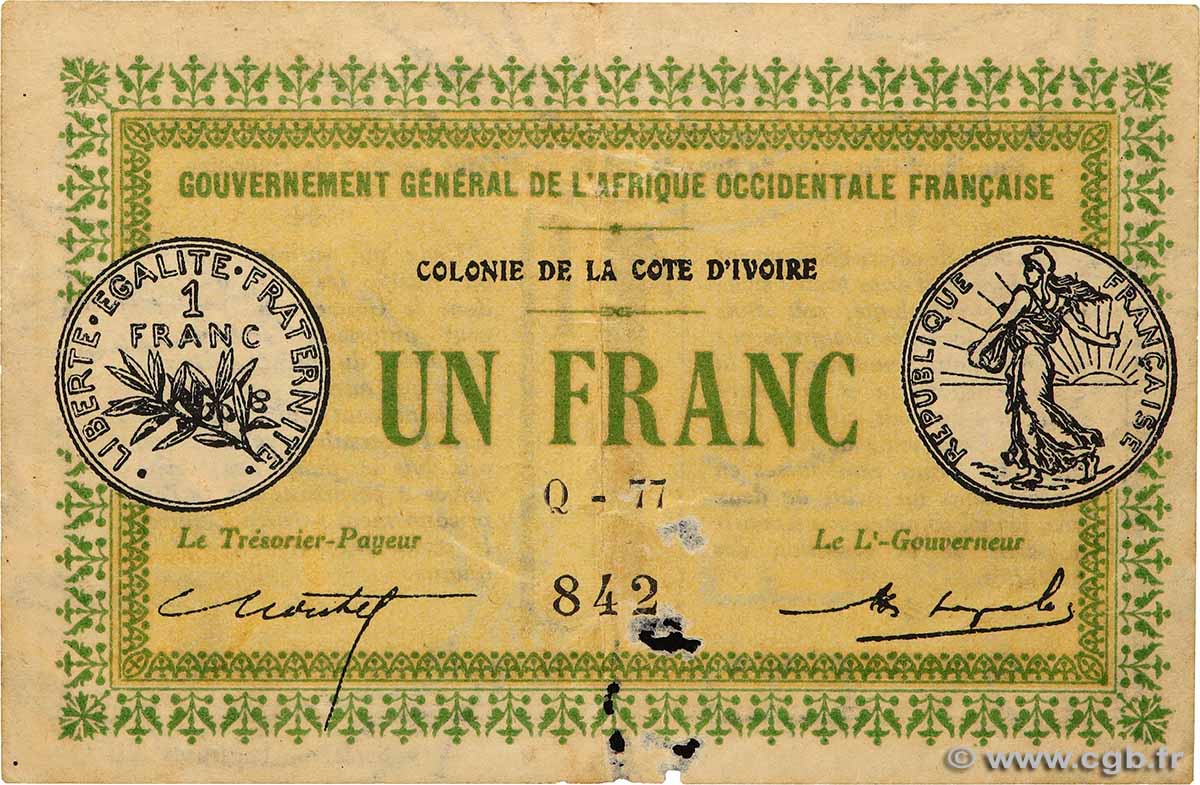 GOUVERNEMENT GÉNÉRAL DE L'AFRIQUE OCCIDENTALE FRANÇAISE
COLONIE DE LA COTE D'IVOIRE
LIBERTE · EGALITE · FRATERNITE ·
1
FRANC
REPUBLIQUE FRANÇAISE
UN FRANC
Q - 77
Le Trésorier-Payeur
Le Lt-Gouverneur
842
© www.cgb.fr